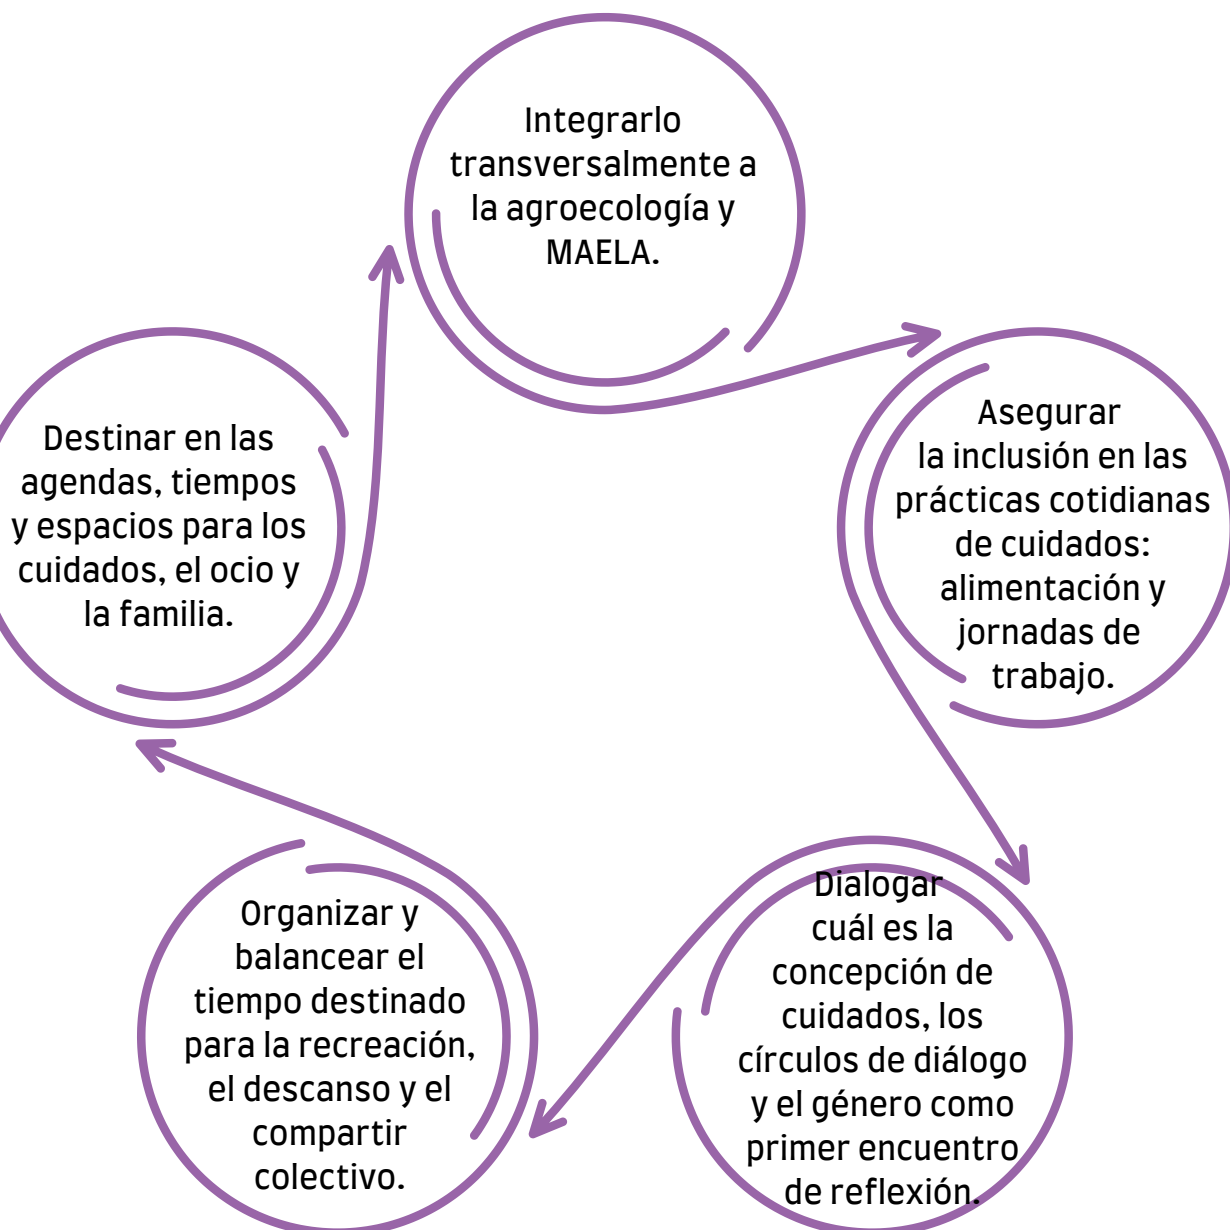 Integrarlo
transversalmente a
la agroecología y
MAELA.
Asegurar
la inclusión en las
prácticas cotidianas
de cuidados:
alimentación y
jornadas de
trabajo.
Dialogar
cuál es la
concepción de
cuidados, los
círculos de diálogo
y el género como
primer encuentro
de reflexión.
Organizar y
balancear el
tiempo destinado
para la recreación,
el descanso y el
compartir
colectivo.
Destinar en las
agendas, tiempos
y espacios para los
cuidados, el ocio y
la familia.